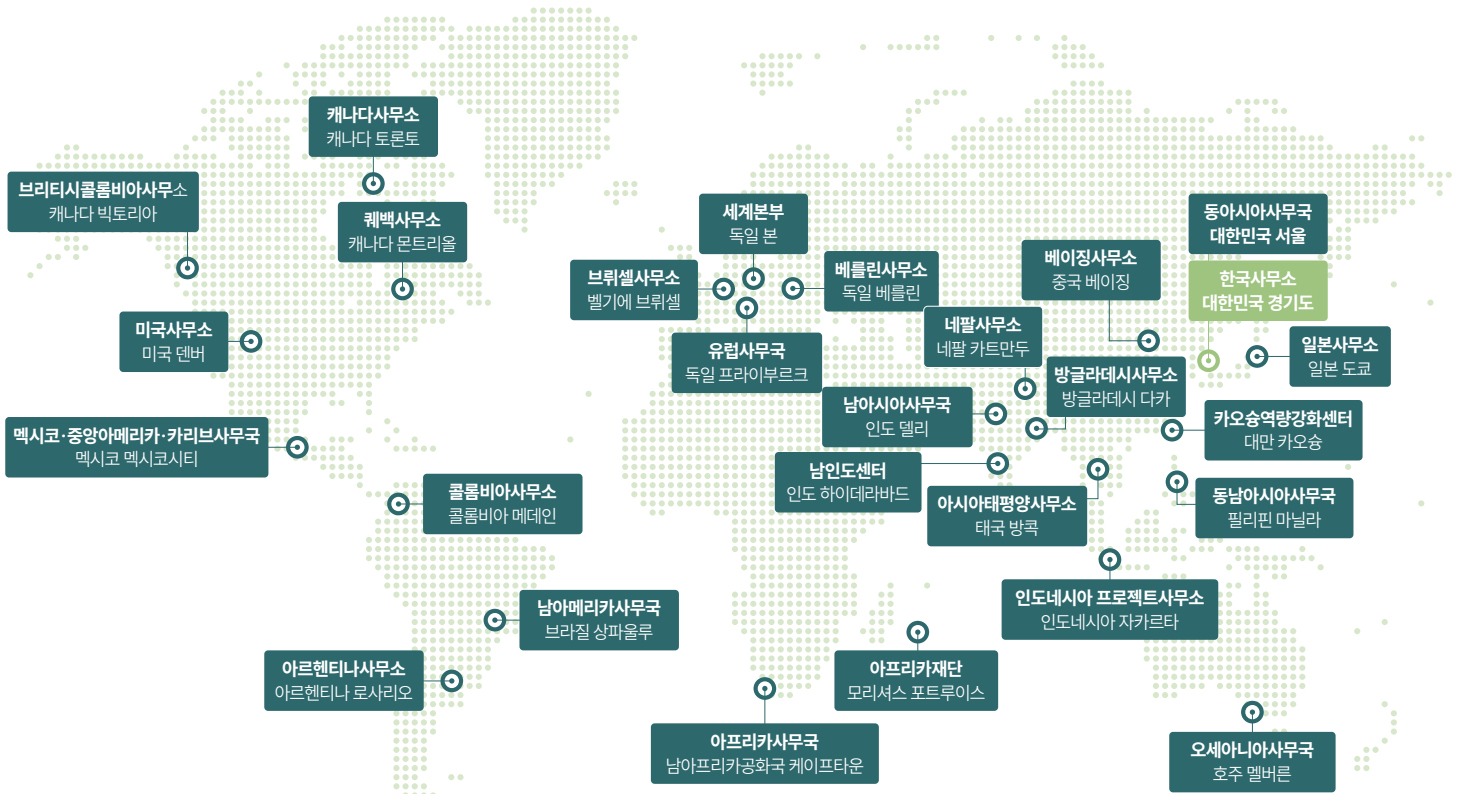 캐나다사무소
캐나다 토론토
브리티시콜롬비아사무소
캐나다 빅토리아
퀘백사무소
캐나다 몬트리올
세계본부
독일 본
동아시아사무국
대한민국 서울
브뤼셀사무소
벨기에 브뤼셀
베를린사무소
독일 베를린
베이징사무소
중국 베이징
한국사무소
대한민국 경기도
미국사무소
미국 덴버
유럽사무국
독일 프라이부르크
네팔사무소
네팔 카트만두
일본사무소
일본 도쿄
방글라데시사무소
방글라데시 다카
남아시아사무국
인도 델리
카오슝역량강화센터
대만 카오슝
멕시코·중앙아메리카·카리브사무국
멕시코 멕시코시티
남인도센터
인도 하이데라바드
콜롬비아사무소
콜롬비아 메데인
아시아태평양사무소
태국 방콕
동남아시아사무국
필리핀 마닐라
인도네시아 프로젝트사무소
인도네시아 자카르타
남아메리카사무국
브라질 상파울루
아르헨티나사무소
아르헨티나 로사리오
아프리카재단
모리셔스 포트루이스
아프리카사무국
남아프리카공화국 케이프타운
오세아니아사무국
호주 멜버른